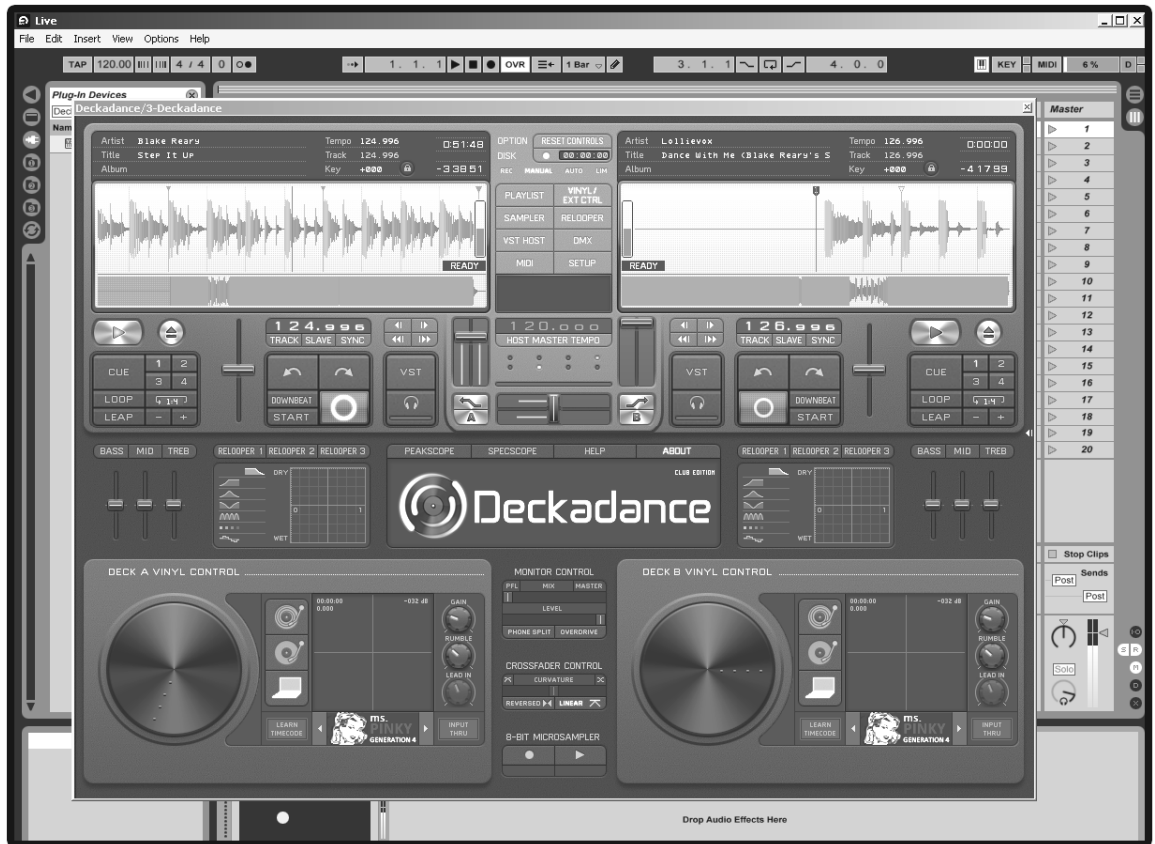 Live
File Edit Insert View Options Help
TAP 120.00 4 / 4 0 1. 1. 1 OVR 1 Bar 3. 1. 1 4. 0. 0 KEY MIDI 6 % D
Plug-In Devices
Deckadance/3-Deckadance
Master
Artist Blake Reary Tempo 124.996 0:51:48
Title Step It Up Track 124.996
Album Key +000 -33851
OPTION RESET CONTROLS
DISK 00:00:00
REC MANUAL AUTO LIM
Artist Lollievox Tempo 126.996 0:00:00
Title Dance With Me (Blake Reary's S Track 126.996
Album Key +000 -41799
PLAYLIST VINYL / EXT CTRL
SAMPLER RELOOPER
VST HOST DMX
MIDI SETUP
READY
READY
124.996
TRACK SLAVE SYNC
120.000
HOST MASTER TEMPO
126.996
TRACK SLAVE SYNC
CUE 1 2
3 4
LOOP 1/4
LEAP - +
DOWNBEAT
START
VST
A
B
VST
DOWNBEAT
START
CUE 1 2
3 4
LOOP 1/4
LEAP - +
1
2
3
4
5
6
7
8
9
10
11
12
13
14
15
16
17
18
19
20
BASS MID TREB
RELOOPER 1 RELOOPER 2 RELOOPER 3
DRY
0 1
WET
PEAKSCOPE SPECSCOPE HELP ABOUT
CLUB EDITION
Deckadance
RELOOPER 1 RELOOPER 2 RELOOPER 3
DRY
0 1
WET
BASS MID TREB
DECK A VINYL CONTROL
00:00:00 -032 dB
0.000
GAIN
RUMBLE
LEAD IN
LEARN TIMECODE
ms.
PINKY
GENERATION 4
INPUT THRU
MONITOR CONTROL
PFL MIX MASTER
LEVEL
PHONE SPLIT OVERDRIVE
CROSSFADER CONTROL
CURVATURE
REVERSED LINEAR
8-BIT MICROSAMPLER
DECK B VINYL CONTROL
00:00:00 -032 dB
0.000
GAIN
RUMBLE
LEAD IN
LEARN TIMECODE
ms.
PINKY
GENERATION 4
INPUT THRU
Stop Clips
Sends
Post
Post
Solo
S R
M
D
Drop Audio Effects Here